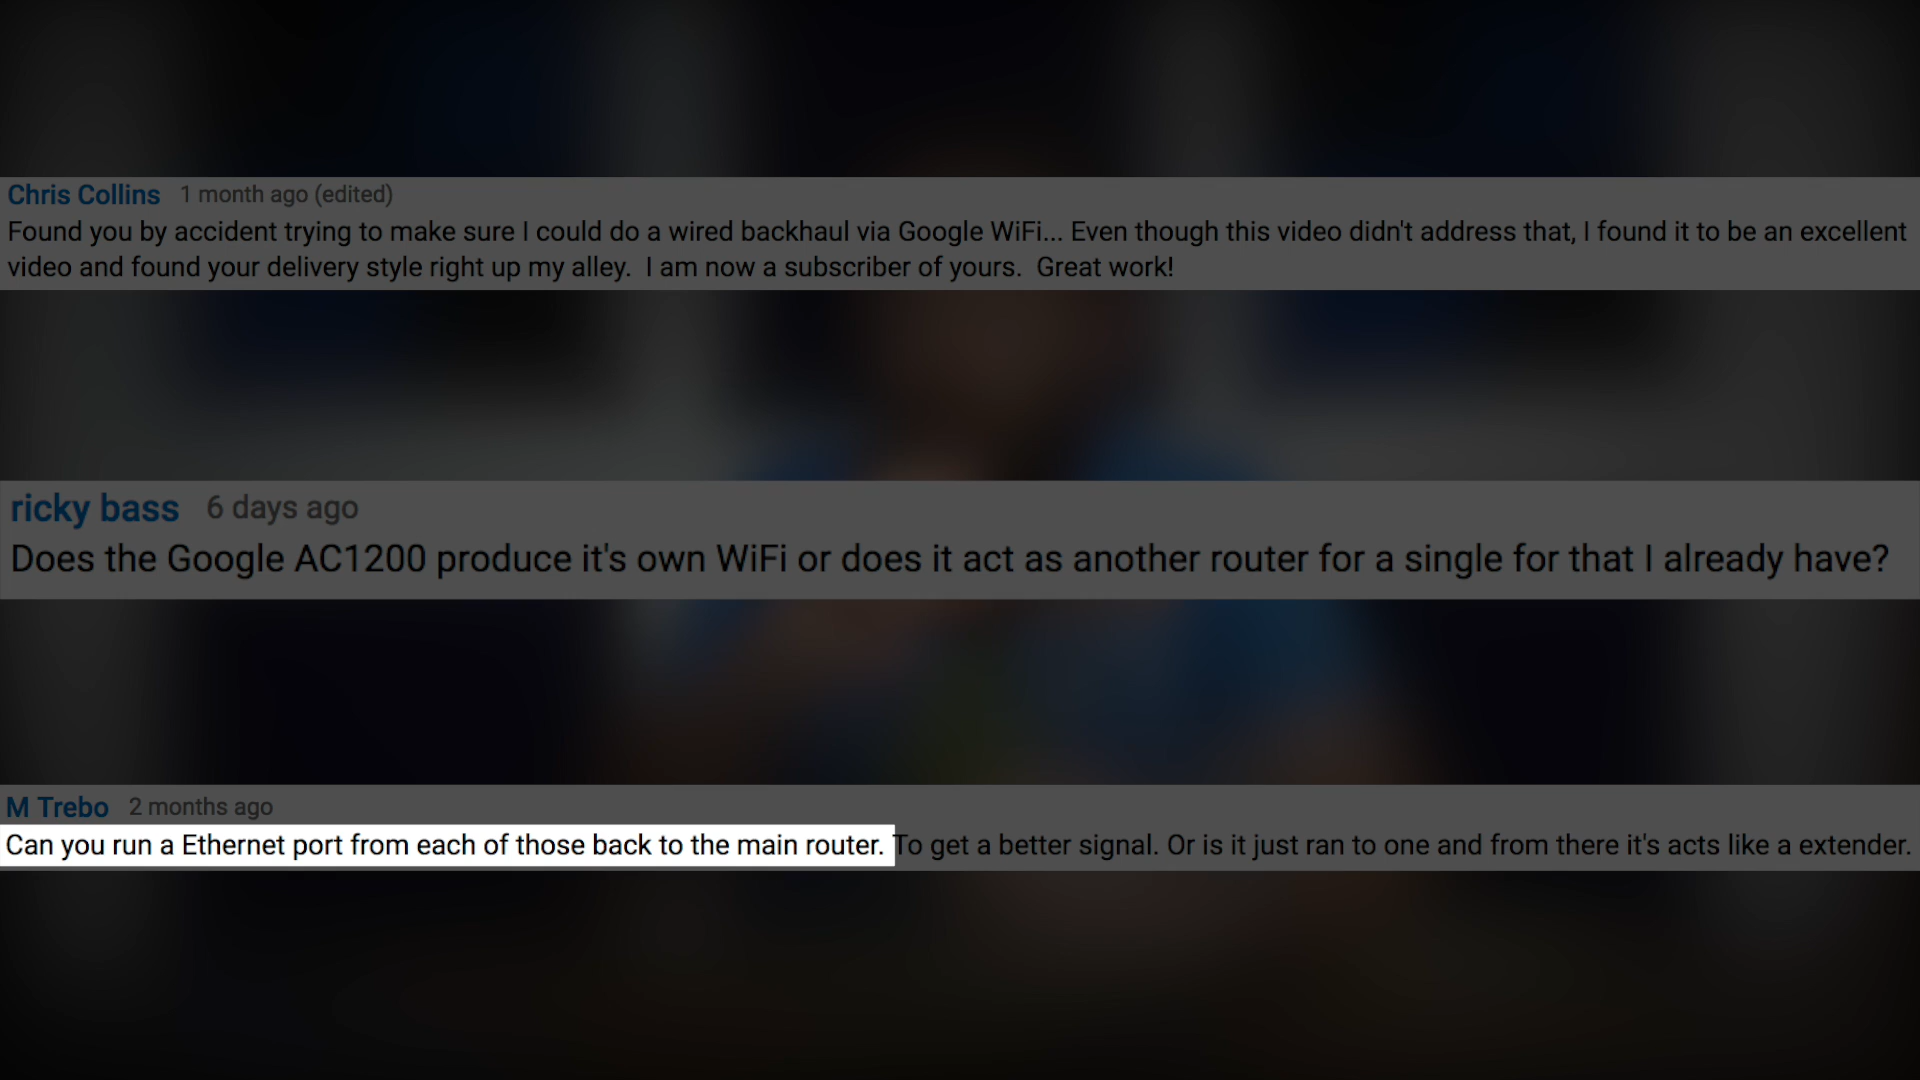 Chris Collins 1 month ago (edited)
Found you by accident trying to make sure I could do a wired backhaul via Google WiFi... Even though this video didn't address that, I found it to be an excellent
video and found your delivery style right up my alley.  I am now a subscriber of yours.  Great work!
ricky bass 6 days ago
Does the Google AC1200 produce it's own WiFi or does it act as another router for a single for that I already have?
M Trebo 2 months ago
Can you run a Ethernet port from each of those back to the main router. To get a better signal. Or is it just ran to one and from there it's acts like a extender.